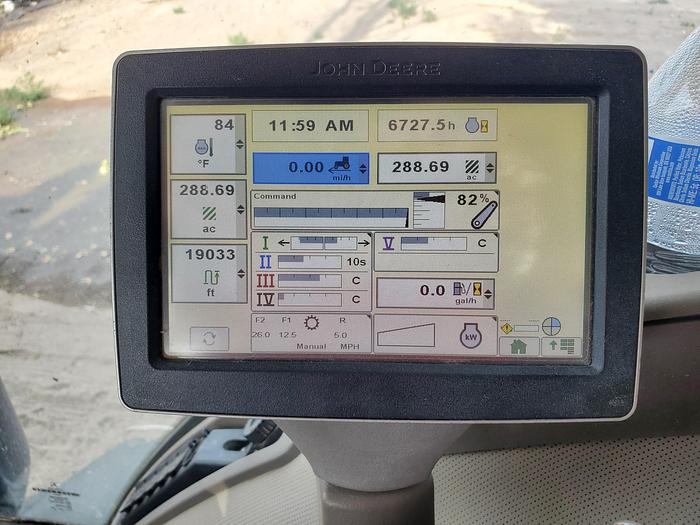 JOHN DEERE
84
°F
11:59 AM
6727.5h
0.00
mi/h
288.69
ac
288.69
ac
Command
82%
19033
ft
I
II
10s
III
C
IV
C
V
C
0.0
gal/h
F2 F1 R
26.0 12.5 5.0
Manual MPH
kW